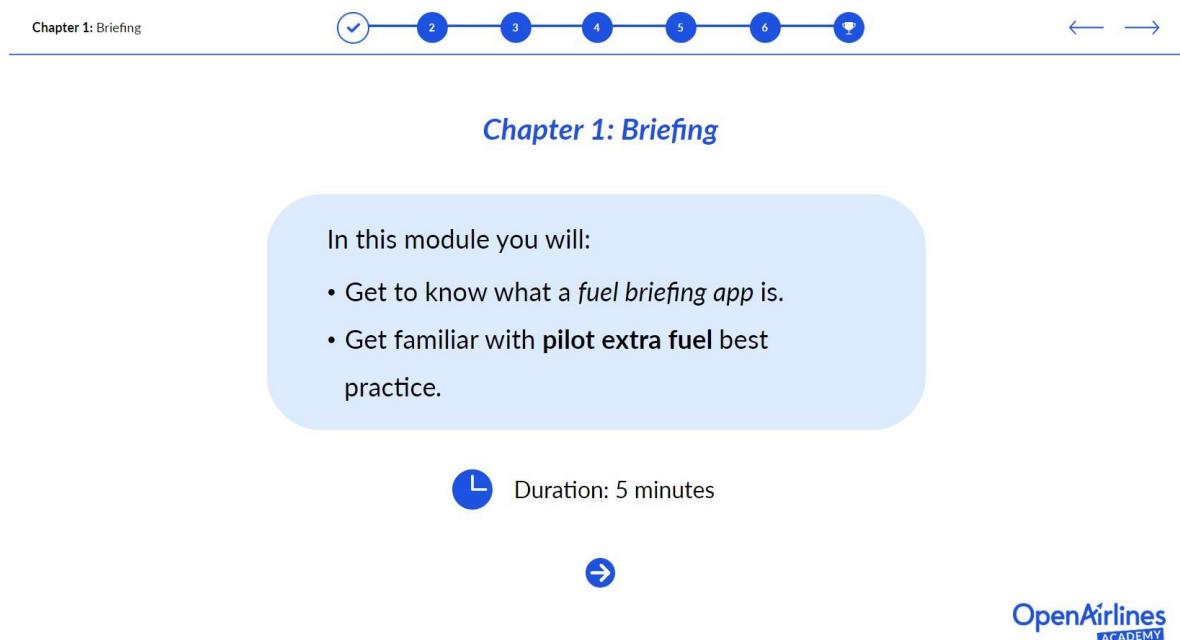 Chapter 1: Briefing
2 3 4 5 6
Chapter 1: Briefing
In this module you will:
• Get to know what a fuel briefing app is.
• Get familiar with pilot extra fuel best
practice.
Duration: 5 minutes
OpenAirlines
ACADEMY